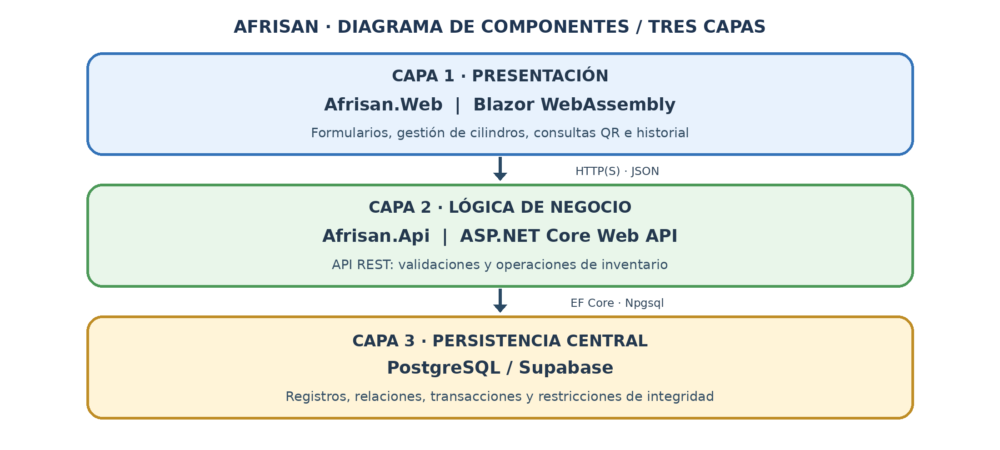 AFRISAN · DIAGRAMA DE COMPONENTES / TRES CAPAS
CAPA 1 · PRESENTACIÓN
Afrisan.Web | Blazor WebAssembly
Formularios, gestión de cilindros, consultas QR e historial
HTTP(S) · JSON
CAPA 2 · LÓGICA DE NEGOCIO
Afrisan.Api | ASP.NET Core Web API
API REST: validaciones y operaciones de inventario
EF Core · Npgsql
CAPA 3 · PERSISTENCIA CENTRAL
PostgreSQL / Supabase
Registros, relaciones, transacciones y restricciones de integridad